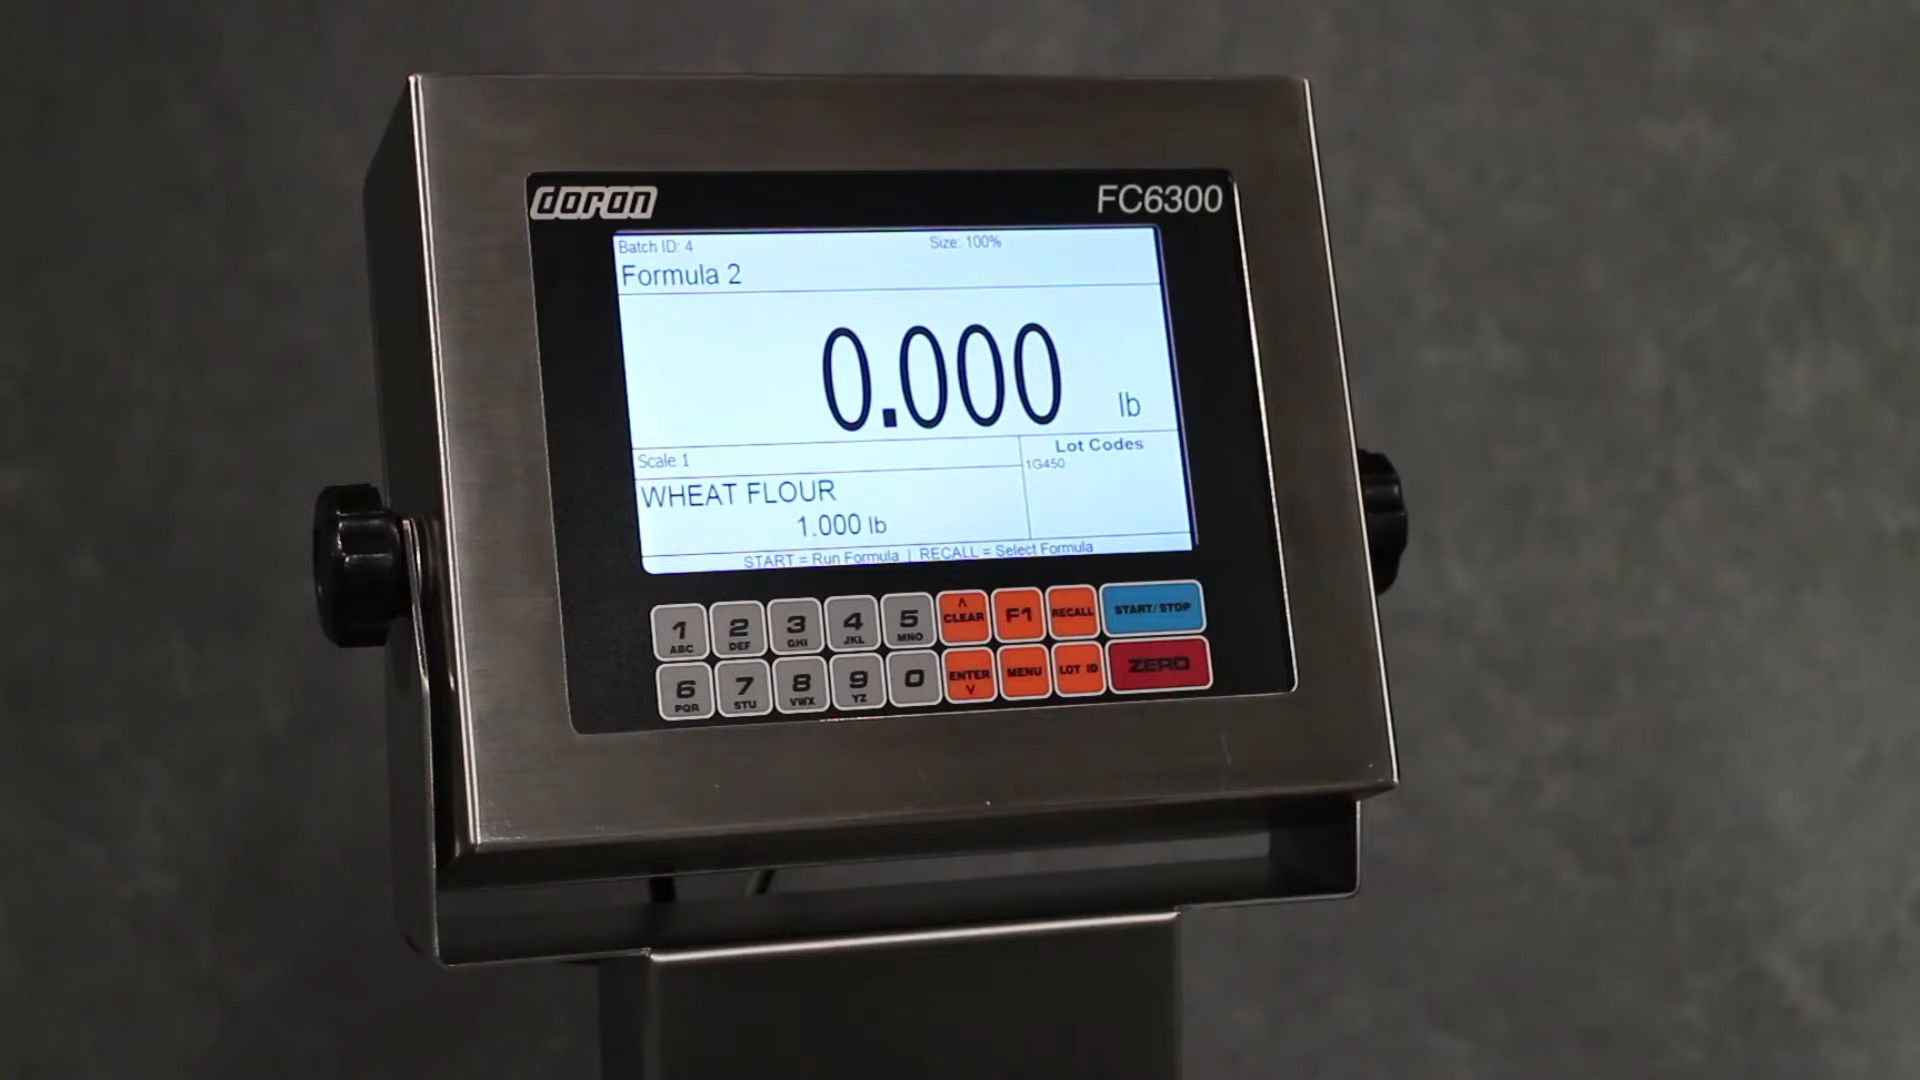 doran
FC6300
Batch ID: 4
Size: 100%
Formula 2
0.000 lb
Scale 1
Lot Codes
1G450
WHEAT FLOUR
1.000 lb
START = Run Formula | RECALL = Select Formula
1 ABC
2 DEF
3 GHI
4 JKL
5 MNO
^ CLEAR
F1
RECALL
START/STOP
6 PQR
7 STU
8 VWX
9 YZ
0
ENTER V
MENU
LOT ID
ZERO